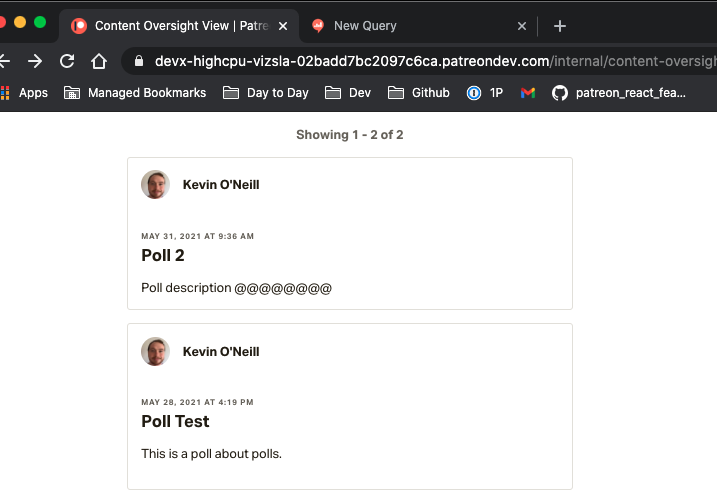 Content Oversight View | Patre
New Query
devx-highcpu-vizsla-02badd7bc2097c6ca.patreondev.com/internal/content-oversigh
Apps
Managed Bookmarks
Day to Day
Dev
Github
1P
patreon_react_fea...
Showing 1 - 2 of 2
Kevin O'Neill
MAY 31, 2021 AT 9:36 AM
Poll 2
Poll description @@@@@@@@
Kevin O'Neill
MAY 28, 2021 AT 4:19 PM
Poll Test
This is a poll about polls.